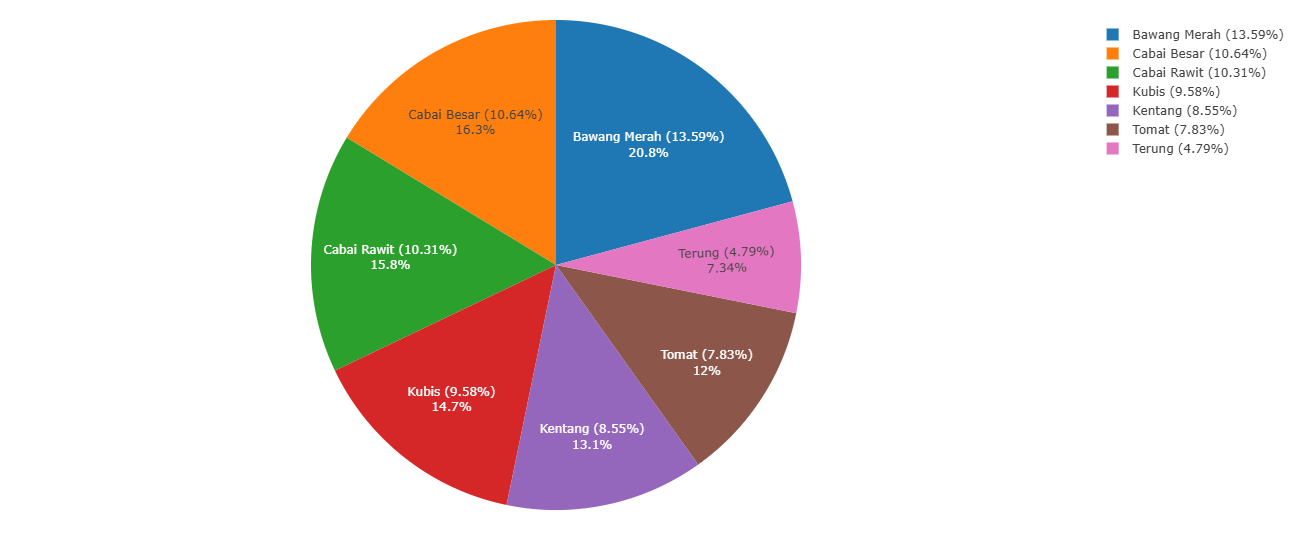 Cabai Besar (10.64%)
16.3%
Bawang Merah (13.59%)
20.8%
Cabai Rawit (10.31%)
15.8%
Terung (4.79%)
7.34%
Kubis (9.58%)
14.7%
Tomat (7.83%)
12%
Kentang (8.55%)
13.1%
Bawang Merah (13.59%)
Cabai Besar (10.64%)
Cabai Rawit (10.31%)
Kubis (9.58%)
Kentang (8.55%)
Tomat (7.83%)
Terung (4.79%)